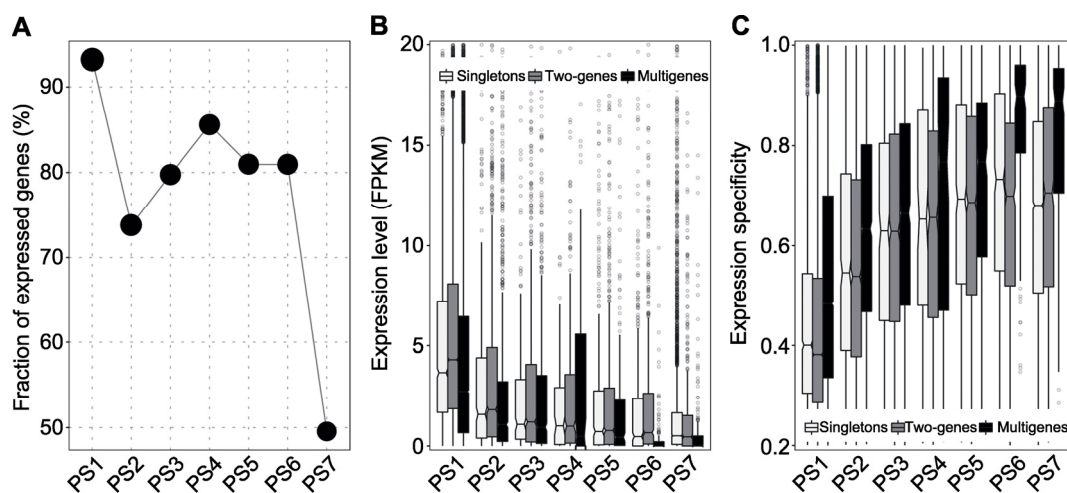 A
Fraction of expressed genes (%)
90
80
70
60
50
PS1 PS2 PS3 PS4 PS5 PS6 PS7
B
Expression level (FPKM)
20
15
10
5
0
Singletons Two-genes Multigenes
PS1 PS2 PS3 PS4 PS5 PS6 PS7
C
Expression specificity
1.0
0.8
0.6
0.4
0.2
Singletons Two-genes Multigenes
PS1 PS2 PS3 PS4 PS5 PS6 PS7